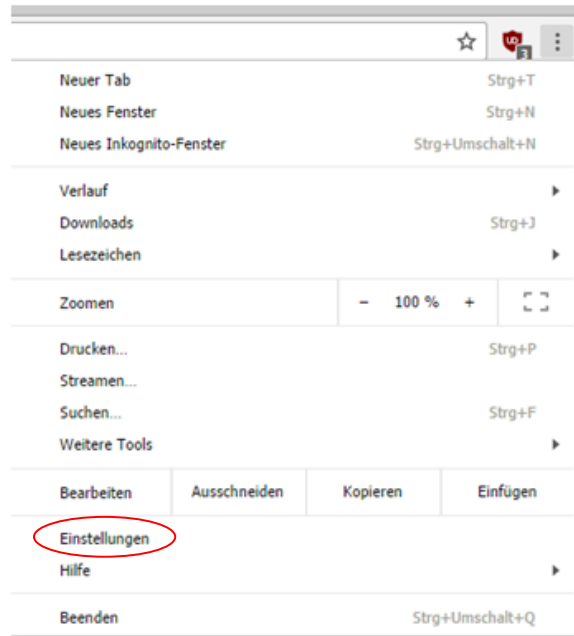 3
Neuer Tab Strg+T
Neues Fenster Strg+N
Neues Inkognito-Fenster Strg+Umschalt+N
Verlauf
Downloads Strg+J
Lesezeichen
Zoomen - 100 % +
Drucken... Strg+P
Streamen...
Suchen... Strg+F
Weitere Tools
Bearbeiten Ausschneiden Kopieren Einfügen
Einstellungen
Hilfe
Beenden Strg+Umschalt+Q